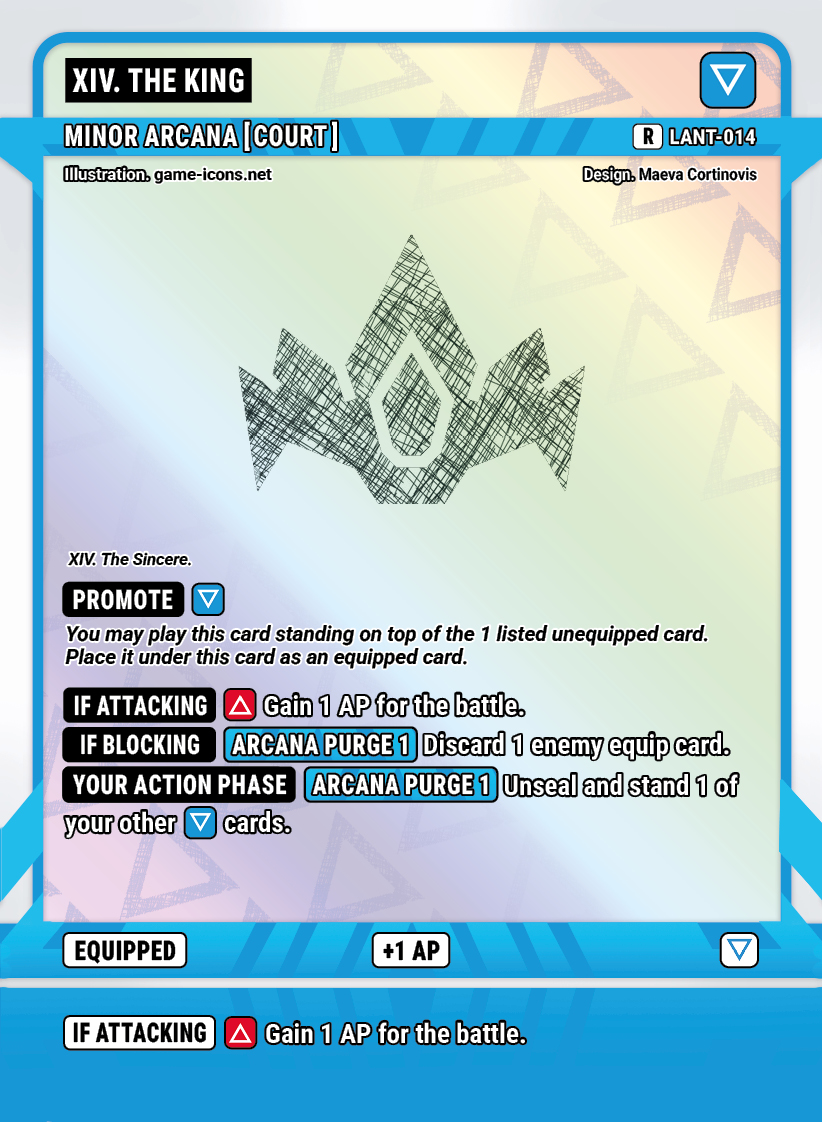 XIV. THE KING
MINOR ARCANA [COURT]
R LANT-014
Illustration. game-icons.net
Design. Maeva Cortinovis
XIV. The Sincere.
PROMOTE
You may play this card standing on top of the 1 listed unequipped card.
Place it under this card as an equipped card.
IF ATTACKING Gain 1 AP for the battle.
IF BLOCKING ARCANA PURGE 1 Discard 1 enemy equip card.
YOUR ACTION PHASE ARCANA PURGE 1 Unseal and stand 1 of
your other cards.
EQUIPPED
+1 AP
IF ATTACKING Gain 1 AP for the battle.